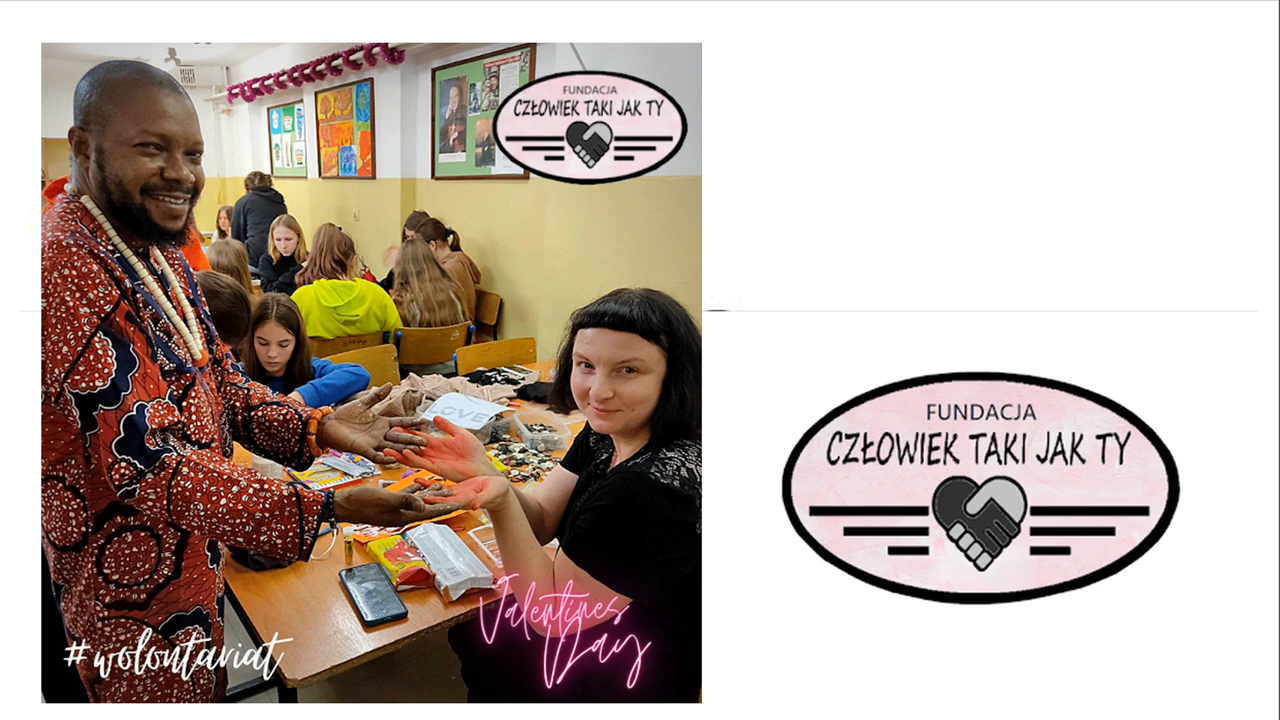 FUNDACJA
CZŁOWIEK TAKI JAK TY
LOVE
#wolontariat
Valentines
Day
FUNDACJA
CZŁOWIEK TAKI JAK TY